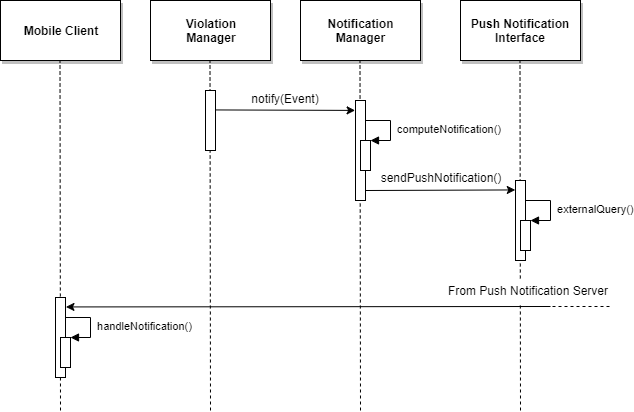 Mobile Client
Violation
Manager
Notification
Manager
Push Notification
Interface
notify(Event)
computeNotification()
sendPushNotification()
externalQuery()
From Push Notification Server
handleNotification()